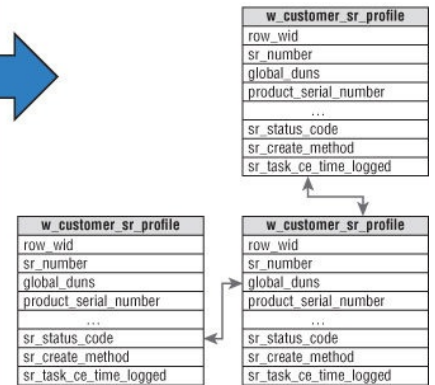 w_customer_sr_profile
row_wid
sr_number
global_duns
product_serial_number
...
sr_status_code
sr_create_method
sr_task_ce_time_logged
w_customer_sr_profile
row_wid
sr_number
global_duns
product_serial_number
...
sr_status_code
sr_create_method
sr_task_ce_time_logged
w_customer_sr_profile
row_wid
sr_number
global_duns
product_serial_number
...
sr_status_code
sr_create_method
sr_task_ce_time_logged